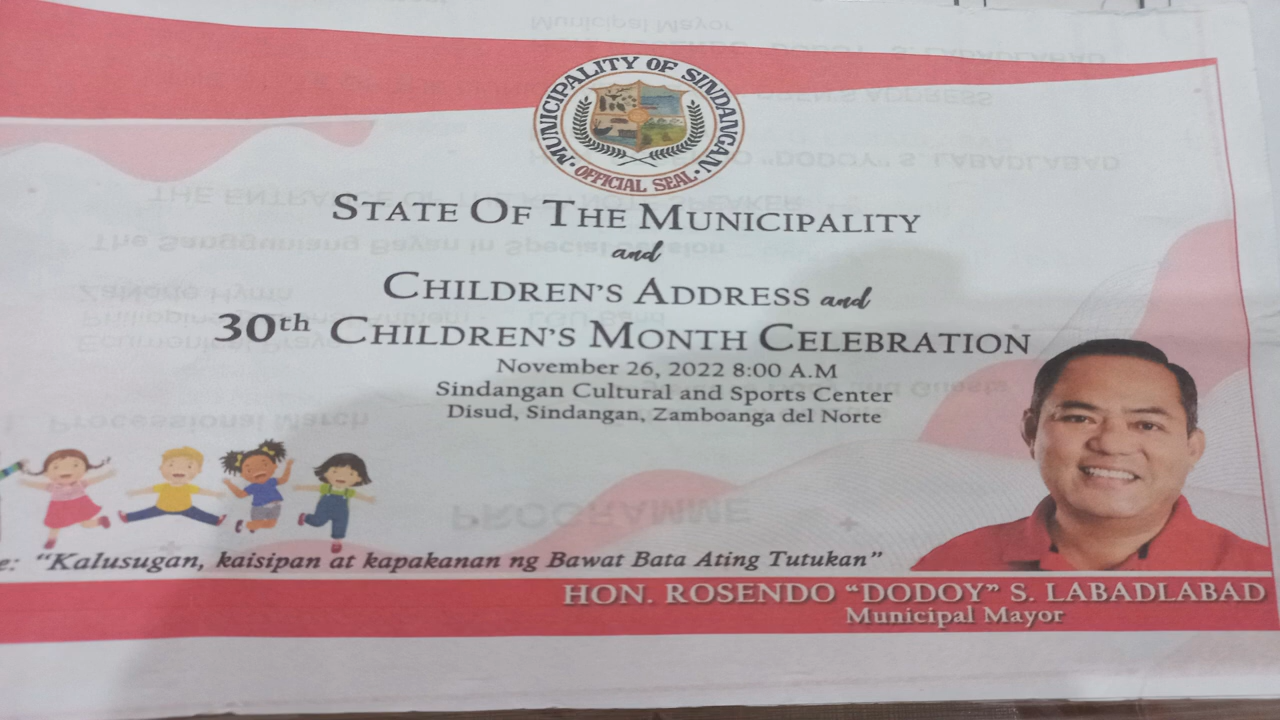 MUNICIPALITY OF SINDANGAN
OFFICIAL SEAL
STATE OF THE MUNICIPALITY
and
CHILDREN'S ADDRESS and
30th CHILDREN'S MONTH CELEBRATION
November 26, 2022 8:00 A.M
Sindangan Cultural and Sports Center
Disud, Sindangan, Zamboanga del Norte
e: “Kalusugan, kaisipan at kapakanan ng Bawat Bata Ating Tutukan”
HON. ROSENDO “DODOY” S. LABADLABAD
Municipal Mayor